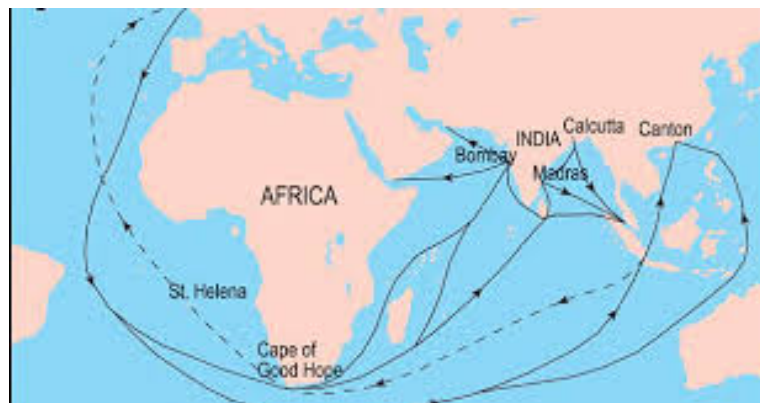 INDIA
Calcutta
Canton
Bombay
Madras
AFRICA
St. Helena
Cape of
Good Hope